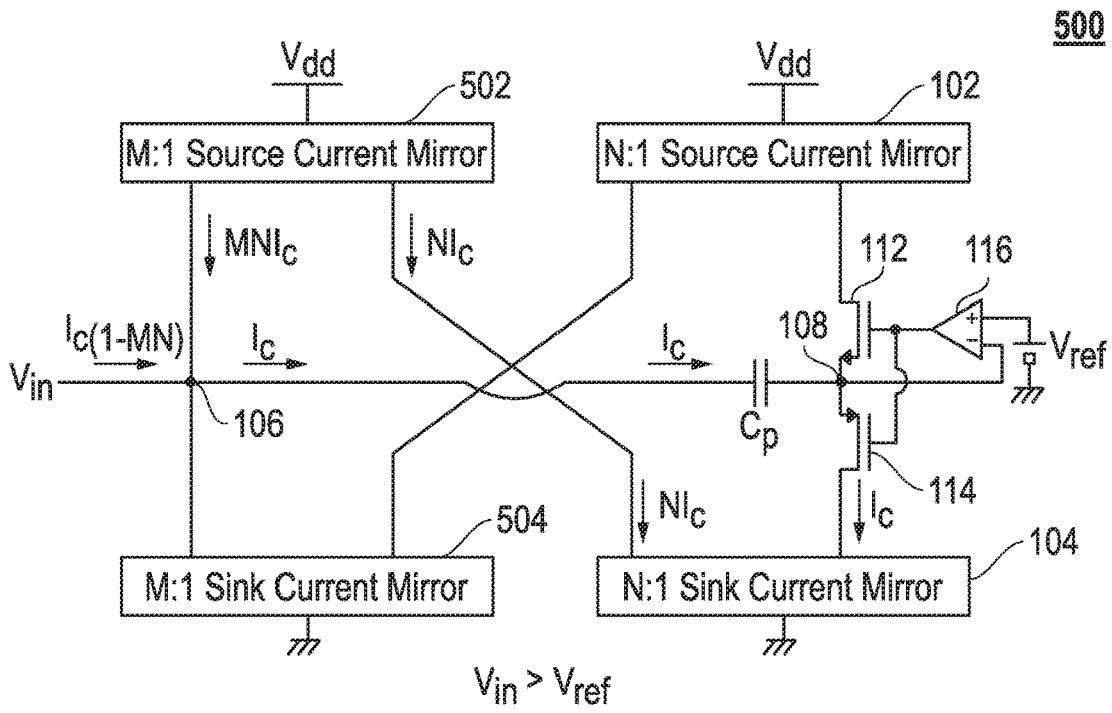 500
Vdd
Vdd
502
102
M:1 Source Current Mirror
N:1 Source Current Mirror
MNIc
NIc
112
116
Ic(1-MN)
Ic
Ic
108
+
−
Vref
Vin
106
Cp
114
NIc
Ic
504
104
M:1 Sink Current Mirror
N:1 Sink Current Mirror
Vin > Vref